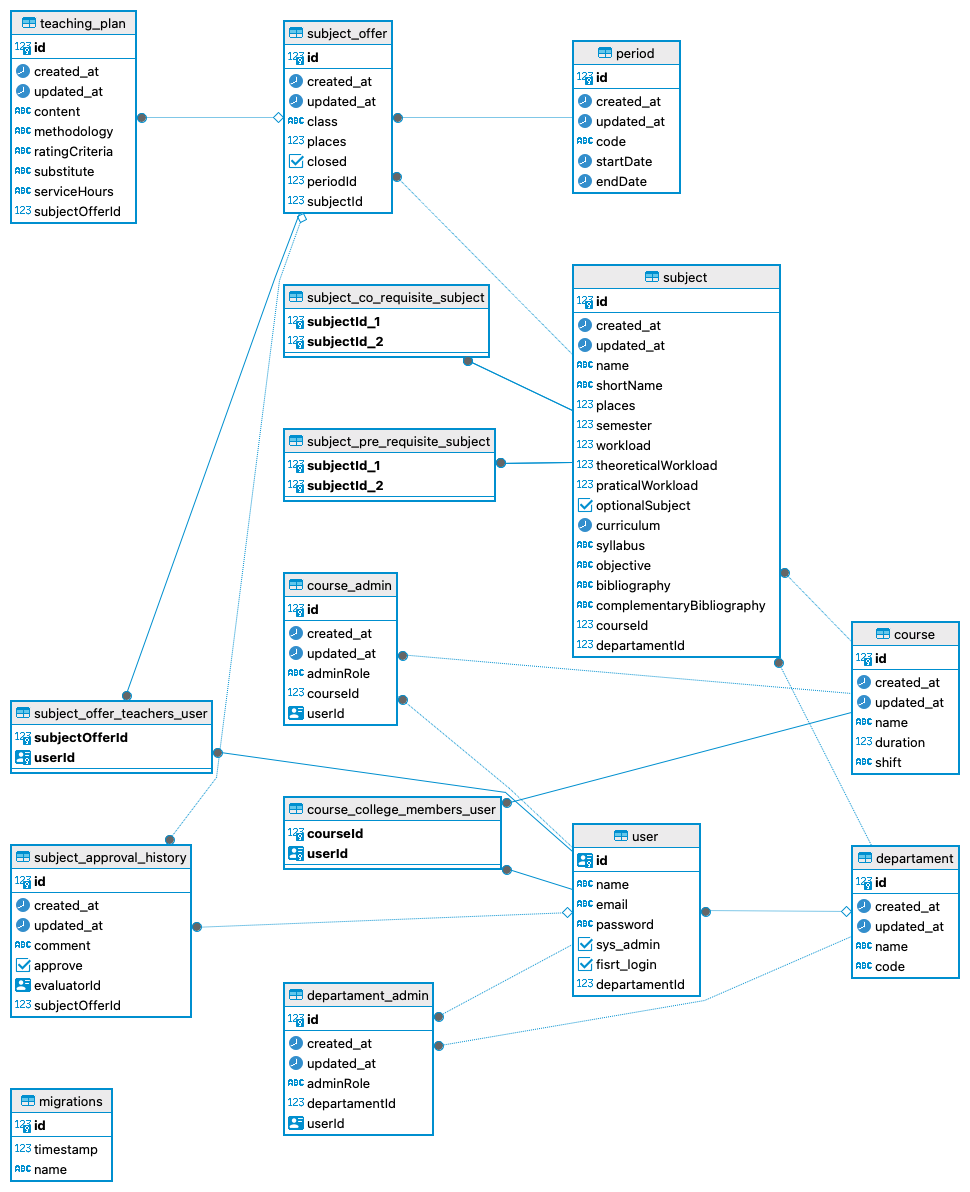 teaching_plan
id
created_at
updated_at
content
methodology
ratingCriteria
substitute
serviceHours
subjectOfferId
subject_offer
id
created_at
updated_at
class
places
closed
periodId
subjectId
period
id
created_at
updated_at
code
startDate
endDate
subject_co_requisite_subject
subjectId_1
subjectId_2
subject_pre_requisite_subject
subjectId_1
subjectId_2
subject
id
created_at
updated_at
name
shortName
places
semester
workload
theoreticalWorkload
praticalWorkload
optionalSubject
curriculum
syllabus
objective
bibliography
complementaryBibliography
courseId
departamentId
course_admin
id
created_at
updated_at
adminRole
courseId
userId
course
id
created_at
updated_at
name
duration
shift
subject_offer_teachers_user
subjectOfferId
userId
course_college_members_user
courseId
userId
user
id
name
email
password
sys_admin
fisrt_login
departamentId
departament
id
created_at
updated_at
name
code
subject_approval_history
id
created_at
updated_at
comment
approve
evaluatorId
subjectOfferId
departament_admin
id
created_at
updated_at
adminRole
departamentId
userId
migrations
id
timestamp
name